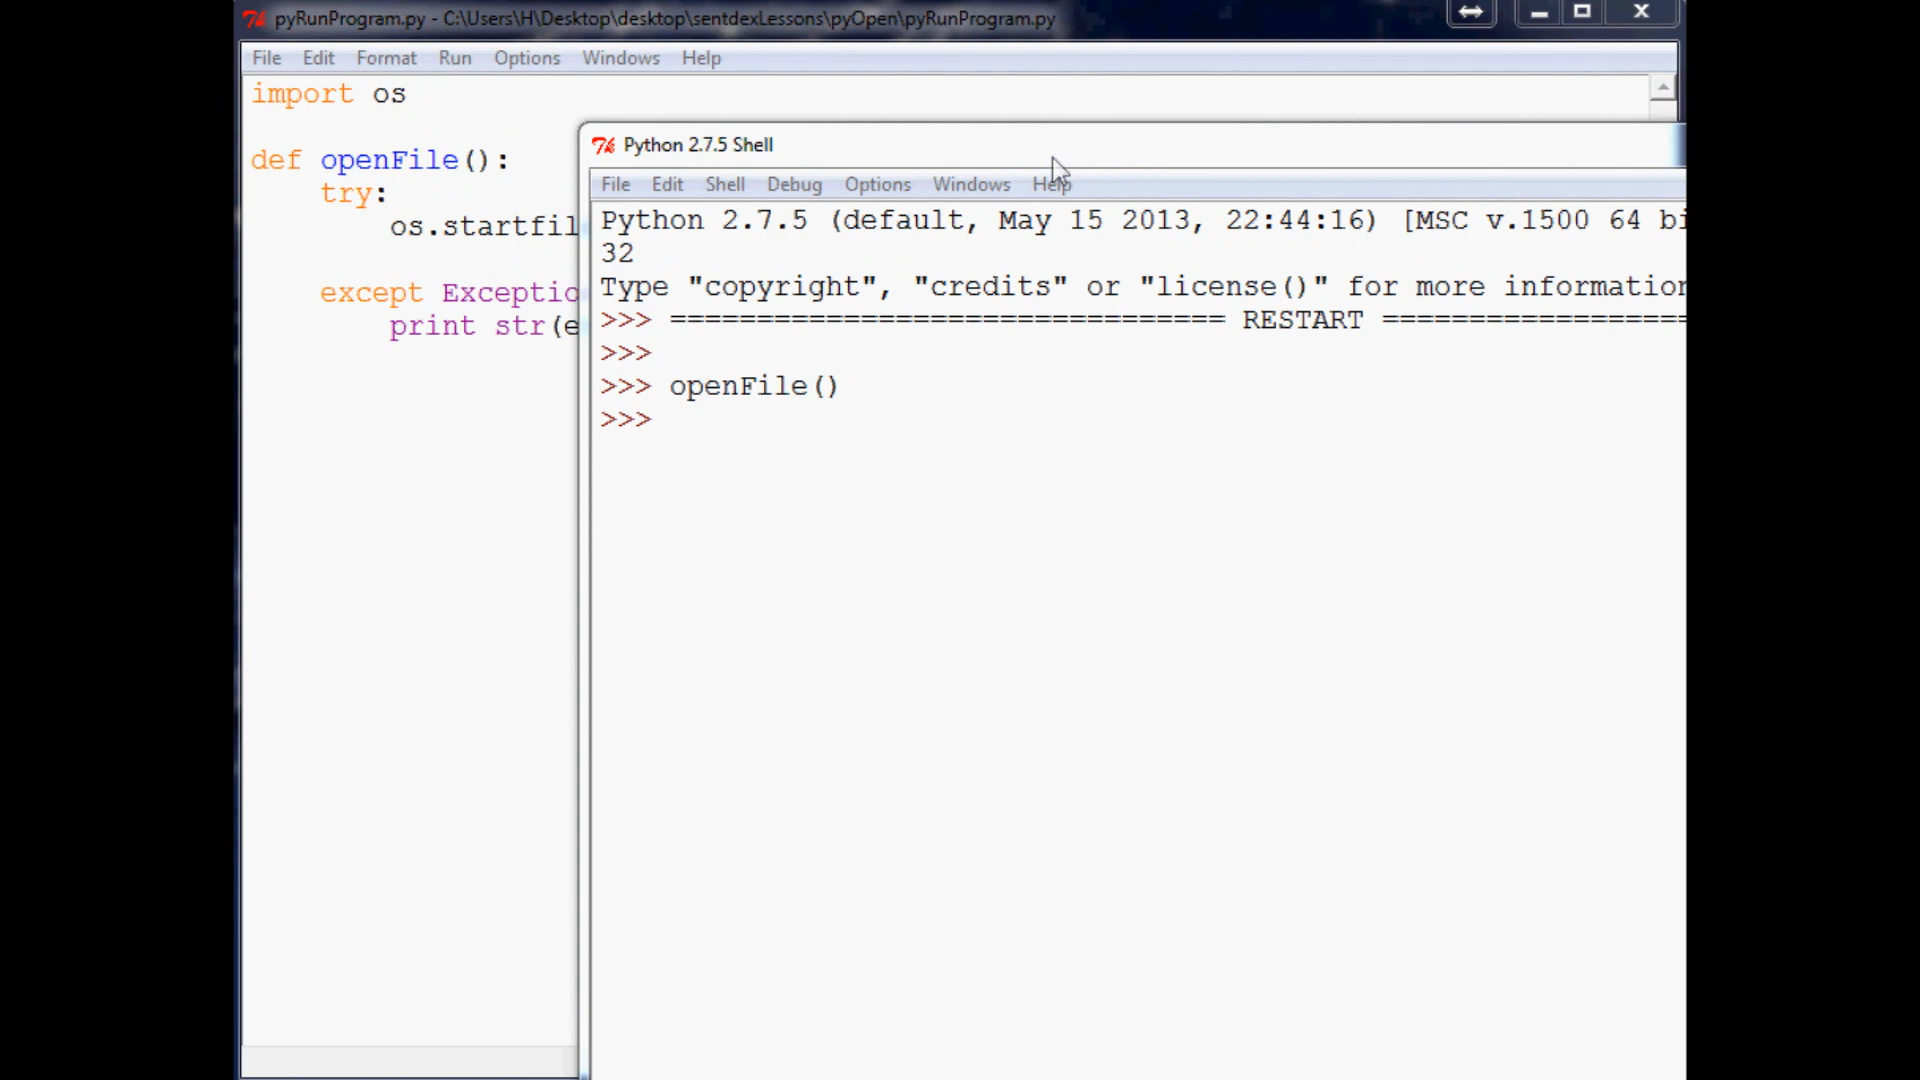 pyRunProgram.py - C:\Users\H\Desktop\desktop\sentdexLessons\pyOpen\pyRunProgram.py
File Edit Format Run Options Windows Help
import os
def openFile():
try:
os.startfil
except Exceptio
print str(e
Python 2.7.5 Shell
File Edit Shell Debug Options Windows Help
Python 2.7.5 (default, May 15 2013, 22:44:16) [MSC v.1500 64 bi
32
Type "copyright", "credits" or "license()" for more information
>>> ================================ RESTART ==================
>>>
>>> openFile()
>>>